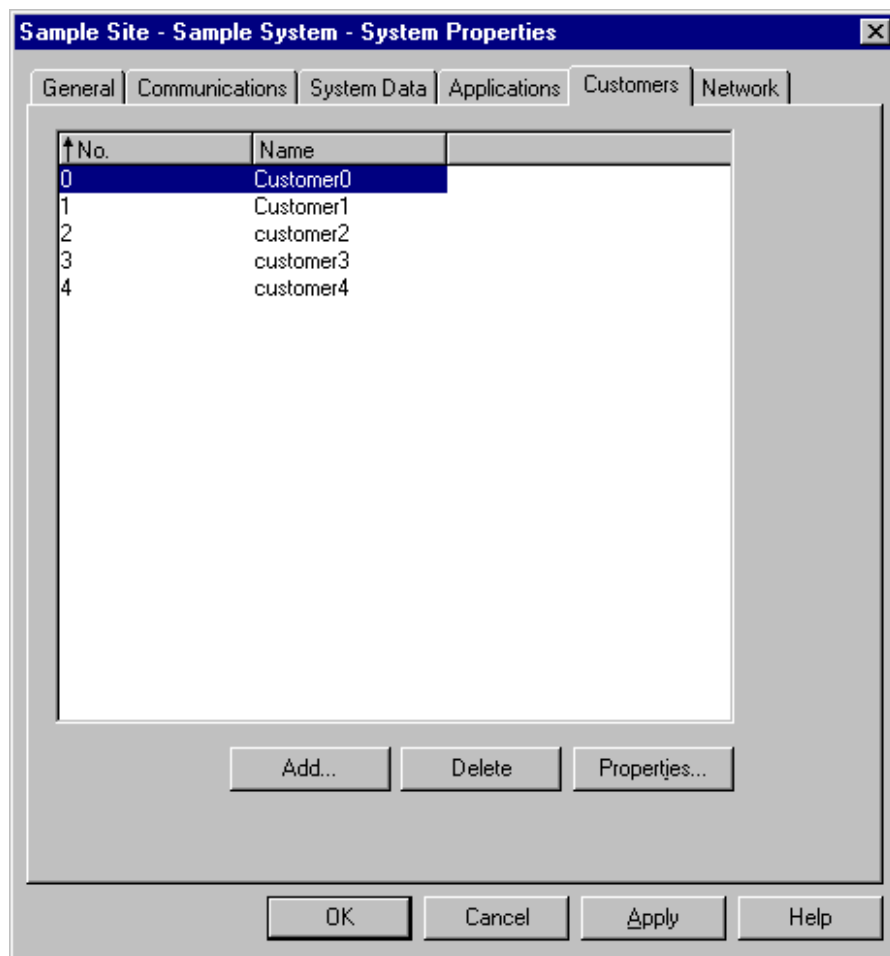 Sample Site - Sample System - System Properties
General Communications System Data Applications Customers Network
No. Name
0 Customer0
1 Customer1
2 customer2
3 customer3
4 customer4
Add... Delete Properties...
OK Cancel Apply Help